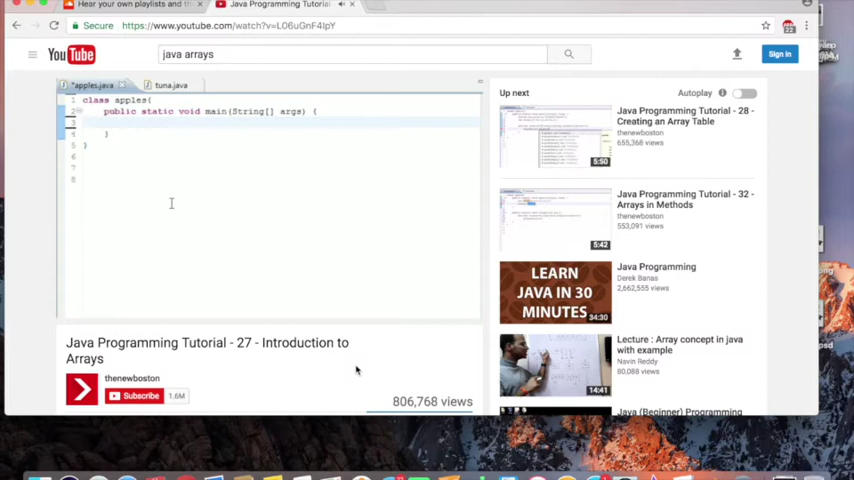 Hear your own playlists and th
Java Programming Tutorial
Secure
https://www.youtube.com/watch?v=L06uGnF4IpY
22
YouTube
java arrays
Sign in
*apples.java
tuna.java
1 class apples{
2 public static void main(String[] args) {
3
4 }
5 }
6
7
8
Java Programming Tutorial - 27 - Introduction to
Arrays
thenewboston
Subscribe 1.6M
806,768 views
Up next
Autoplay
Java Programming Tutorial - 28 -
Creating an Array Table
thenewboston
655,368 views
5:50
Java Programming Tutorial - 32 -
Arrays in Methods
thenewboston
553,091 views
5:42
LEARN
JAVA IN 30
MINUTES
34:30
Java Programming
Derek Banas
2,662,555 views
Lecture : Array concept in java
with example
Navin Reddy
80,088 views
14:41
Java (Beginner) Programming